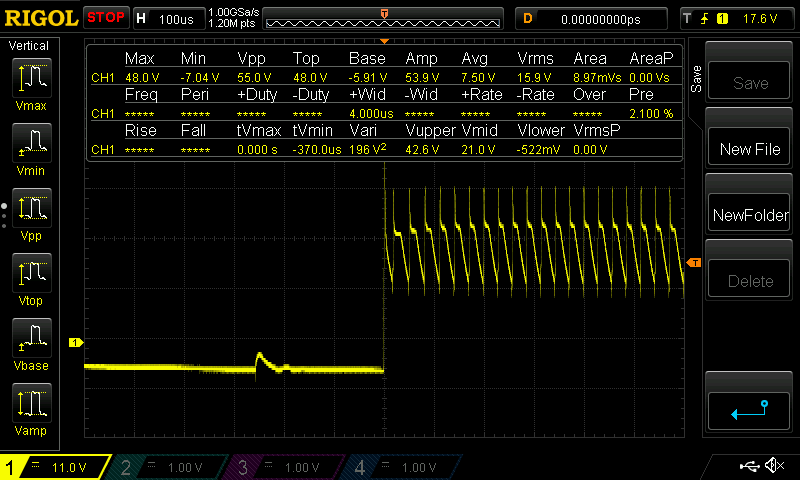 RIGOL STOP H 100us 1.00GSa/s 1.20M pts T D 0.00000000ps T 1 17.6 V
Vertical
Max Min Vpp Top Base Amp Avg Vrms Area AreaP
CH1 48.0 V -7.04 V 55.0 V 48.0 V -5.91 V 53.9 V 7.50 V 15.9 V 8.97mVs 0.00 Vs
Freq Peri +Duty -Duty +Wid -Wid +Rate -Rate Over Pre
CH1 ***** ***** ***** ***** 4.000us ***** ***** ***** ***** 2.100 %
Rise Fall tVmax tVmin Vari Vupper Vmid Vlower VrmsP
CH1 ***** ***** 0.000 s -370.0us 196 V² 42.6 V 21.0 V -522mV 0.00 V
Vmax
Vmin
Vpp
Vtop
Vbase
Vamp
1
T
Save
Save
New File
NewFolder
Delete
1 11.0 V 2 1.00 V 3 1.00 V 4 1.00 V